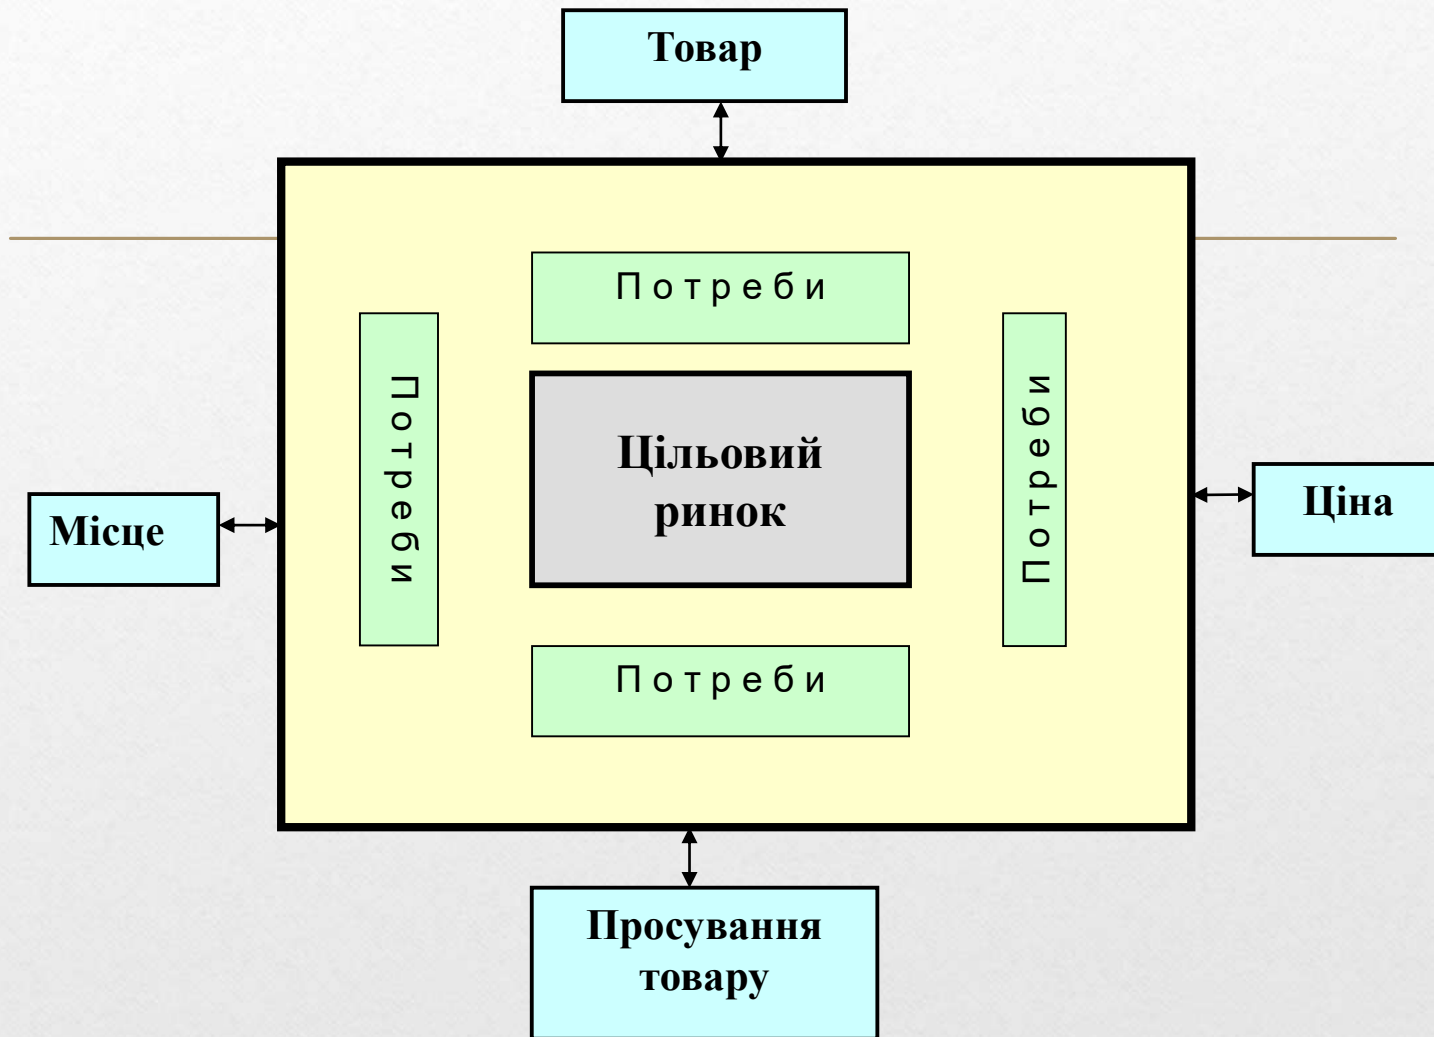 Товар
Потреби
Потреби
Потреби
Цільовий
ринок
Місце
Ціна
Потреби
Просування
товару